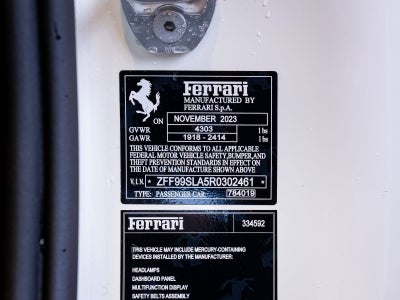 Ferrari
MANUFACTURED BY
FERRARI S.p.A.
ON NOVEMBER 2023
GVWR 4303 lbs
GAWR 1918 - 2414 lbs
THIS VEHICLE CONFORMS TO ALL APPLICABLE
FEDERAL MOTOR VEHICLE SAFETY, BUMPER, AND
THEFT PREVENTION STANDARDS IN EFFECT ON
THE DATE OF MANUFACTURE SHOWN ABOVE
V.I.N. * ZFF99SLA5R0302461 *
TYPE: PASSENGER CAR 784019
Ferrari 334592
THIS VEHICLE MAY INCLUDE MERCURY-CONTAINING
DEVICES INSTALLED BY THE MANUFACTURER:
HEADLAMPS
DASHBOARD PANEL
MULTIFUNCTION DISPLAY
SAFETY BELTS ASSEMBLY